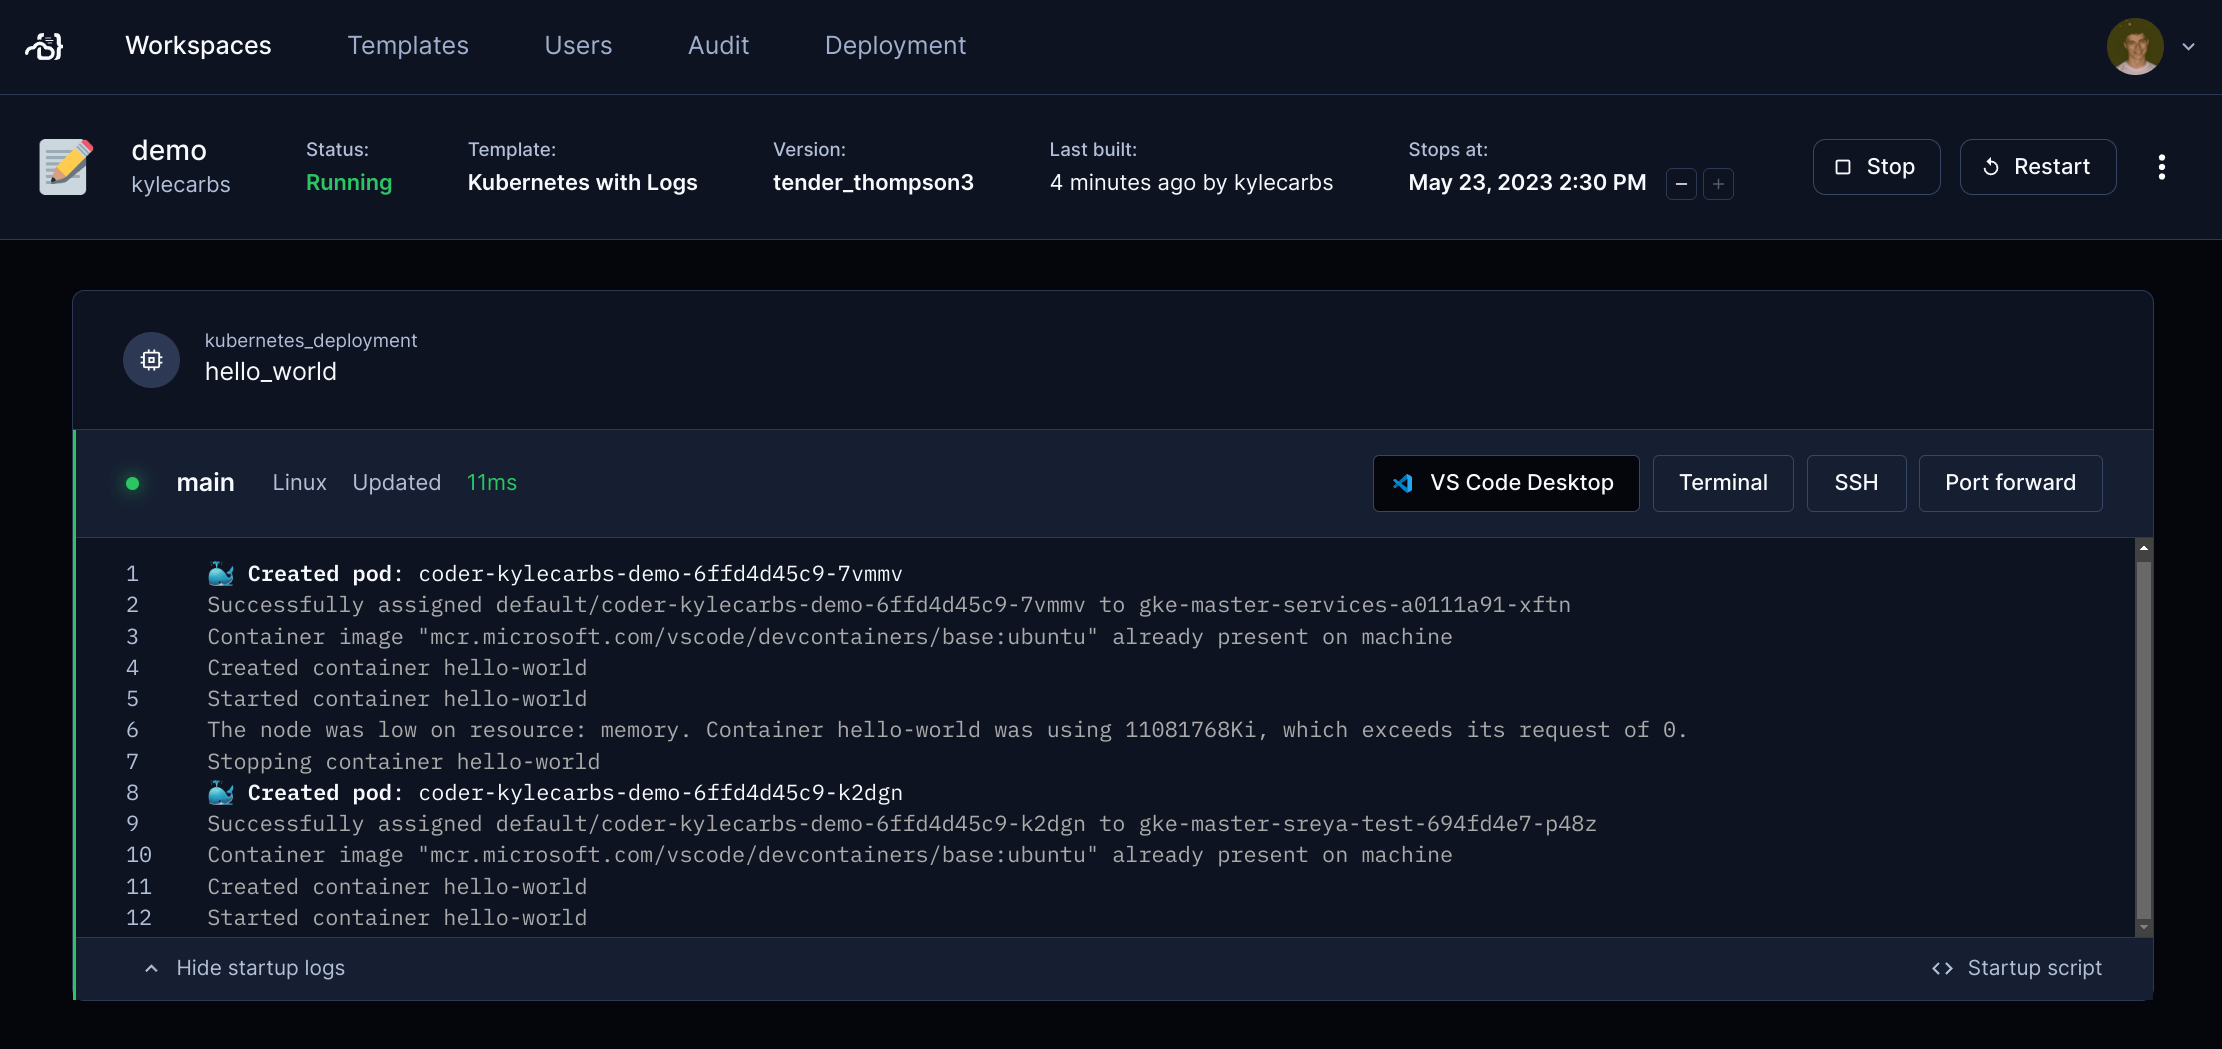 Workspaces Templates Users Audit Deployment
demo
kylecarbs
Status:
Running
Template:
Kubernetes with Logs
Version:
tender_thompson3
Last built:
4 minutes ago by kylecarbs
Stops at:
May 23, 2023 2:30 PM
Stop
Restart
kubernetes_deployment
hello_world
main Linux Updated 11ms
VS Code Desktop Terminal SSH Port forward
1 🐳 Created pod: coder-kylecarbs-demo-6ffd4d45c9-7vmmv
2 Successfully assigned default/coder-kylecarbs-demo-6ffd4d45c9-7vmmv to gke-master-services-a0111a91-xftn
3 Container image "mcr.microsoft.com/vscode/devcontainers/base:ubuntu" already present on machine
4 Created container hello-world
5 Started container hello-world
6 The node was low on resource: memory. Container hello-world was using 11081768Ki, which exceeds its request of 0.
7 Stopping container hello-world
8 🐳 Created pod: coder-kylecarbs-demo-6ffd4d45c9-k2dgn
9 Successfully assigned default/coder-kylecarbs-demo-6ffd4d45c9-k2dgn to gke-master-sreya-test-694fd4e7-p48z
10 Container image "mcr.microsoft.com/vscode/devcontainers/base:ubuntu" already present on machine
11 Created container hello-world
12 Started container hello-world
Hide startup logs
Startup script